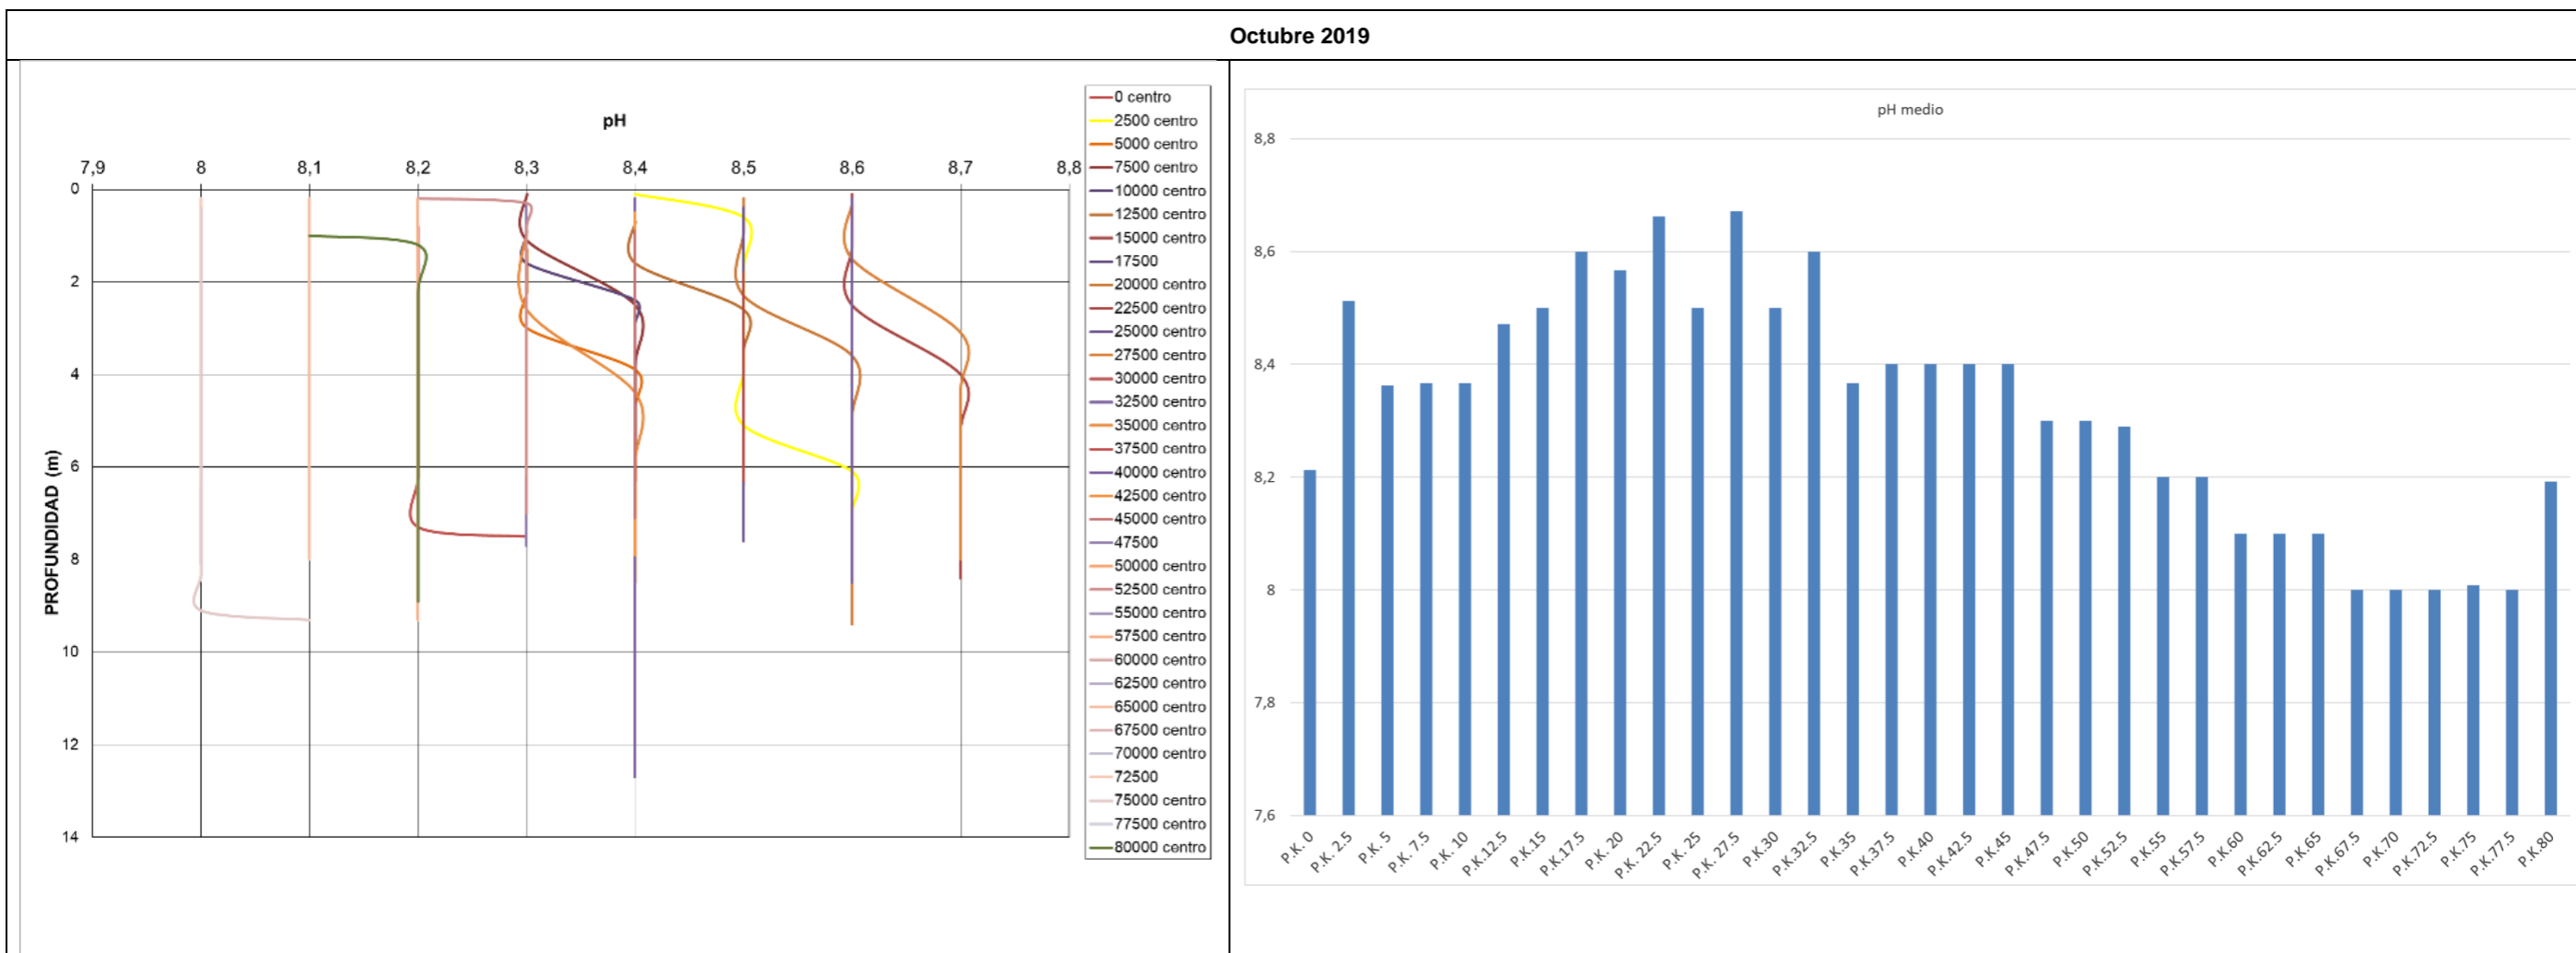 Octubre 2019
pH
7,9 8 8,1 8,2 8,3 8,4 8,5 8,6 8,7 8,8
0
2
4
6
8
10
12
14
PROFUNDIDAD (m)
0 centro
2500 centro
5000 centro
7500 centro
10000 centro
12500 centro
15000 centro
17500
20000 centro
22500 centro
25000 centro
27500 centro
30000 centro
32500 centro
35000 centro
37500 centro
40000 centro
42500 centro
45000 centro
47500
50000 centro
52500 centro
55000 centro
57500 centro
60000 centro
62500 centro
65000 centro
67500 centro
70000 centro
72500
75000 centro
77500 centro
80000 centro
pH medio
8,8
8,6
8,4
8,2
8
7,8
7,6
P.K. 0
P.K. 2.5
P.K. 5
P.K. 7.5
P.K. 10
P.K.12.5
P.K.15
P.K.17.5
P.K. 20
P.K. 22.5
P.K. 25
P.K. 27.5
P.K.30
P.K.32.5
P.K. 35
P.K.37.5
P.K.40
P.K.42.5
P.K.45
P.K.47.5
P.K.50
P.K.52.5
P.K.55
P.K.57.5
P.K.60
P.K.62.5
P.K.65
P.K.67.5
P.K.70
P.K.72.5
P.K.75
P.K.77.5
P.K.80